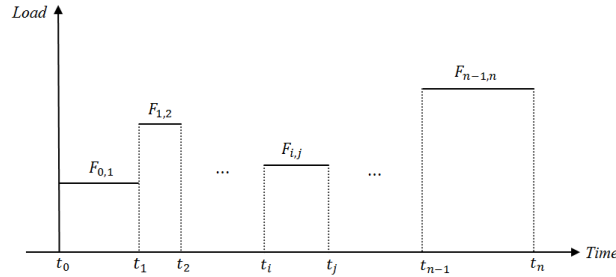 Load
F_{n-1,n}
F_{1,2}
F_{i,j}
F_{0,1}
... ...
Time
t_0 t_1 t_2 t_i t_j t_{n-1} t_n